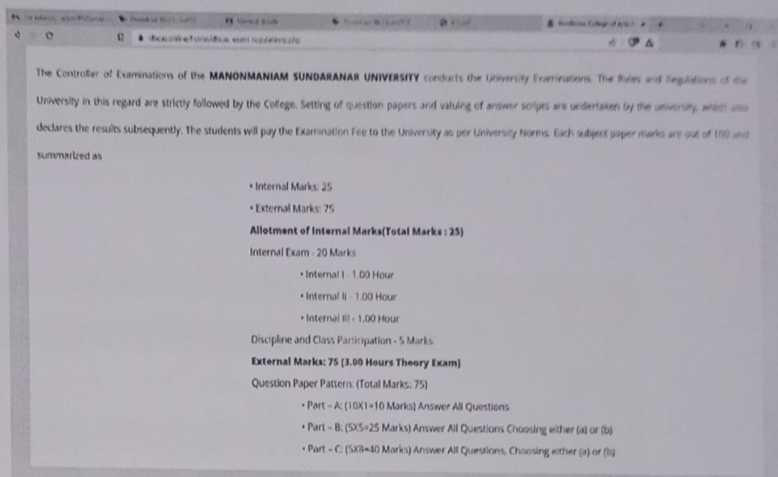 The Controller of Examinations of the MANONMANIAM SUNDARANAR UNIVERSITY conducts the University Examinations. The Rules and Regulations of the
University in this regard are strictly followed by the College. Setting of question papers and valuing of answer scripts are undertaken by the university, which also
declares the results subsequently. The students will pay the Examination Fee to the University as per University Norms. Each subject paper marks are out of 100 and
summarized as
• Internal Marks: 25
• External Marks: 75
Allotment of Internal Marks(Total Marks : 25)
Internal Exam - 20 Marks
• Internal I - 1.00 Hour
• Internal Ii - 1.00 Hour
• Internal III - 1.00 Hour
Discipline and Class Participation - 5 Marks
External Marks: 75 (3.00 Hours Theory Exam)
Question Paper Pattern: (Total Marks: 75)
• Part – A: (10X1=10 Marks) Answer All Questions
• Part – B: (5X5=25 Marks) Answer All Questions Choosing either (a) or (b)
• Part – C: (5X8=40 Marks) Answer All Questions, Choosing either (a) or (b)